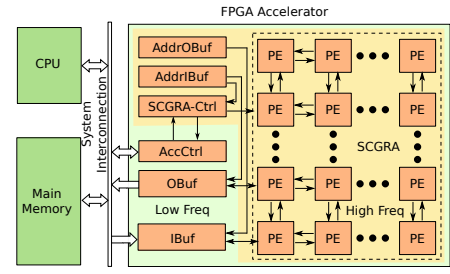 FPGA Accelerator
CPU
Main
Memory
System
Interconnection
AddrOBuf
AddrIBuf
SCGRA-Ctrl
AccCtrl
OBuf
Low Freq
IBuf
PE PE PE
PE PE PE
SCGRA
PE PE PE
High Freq
PE PE PE